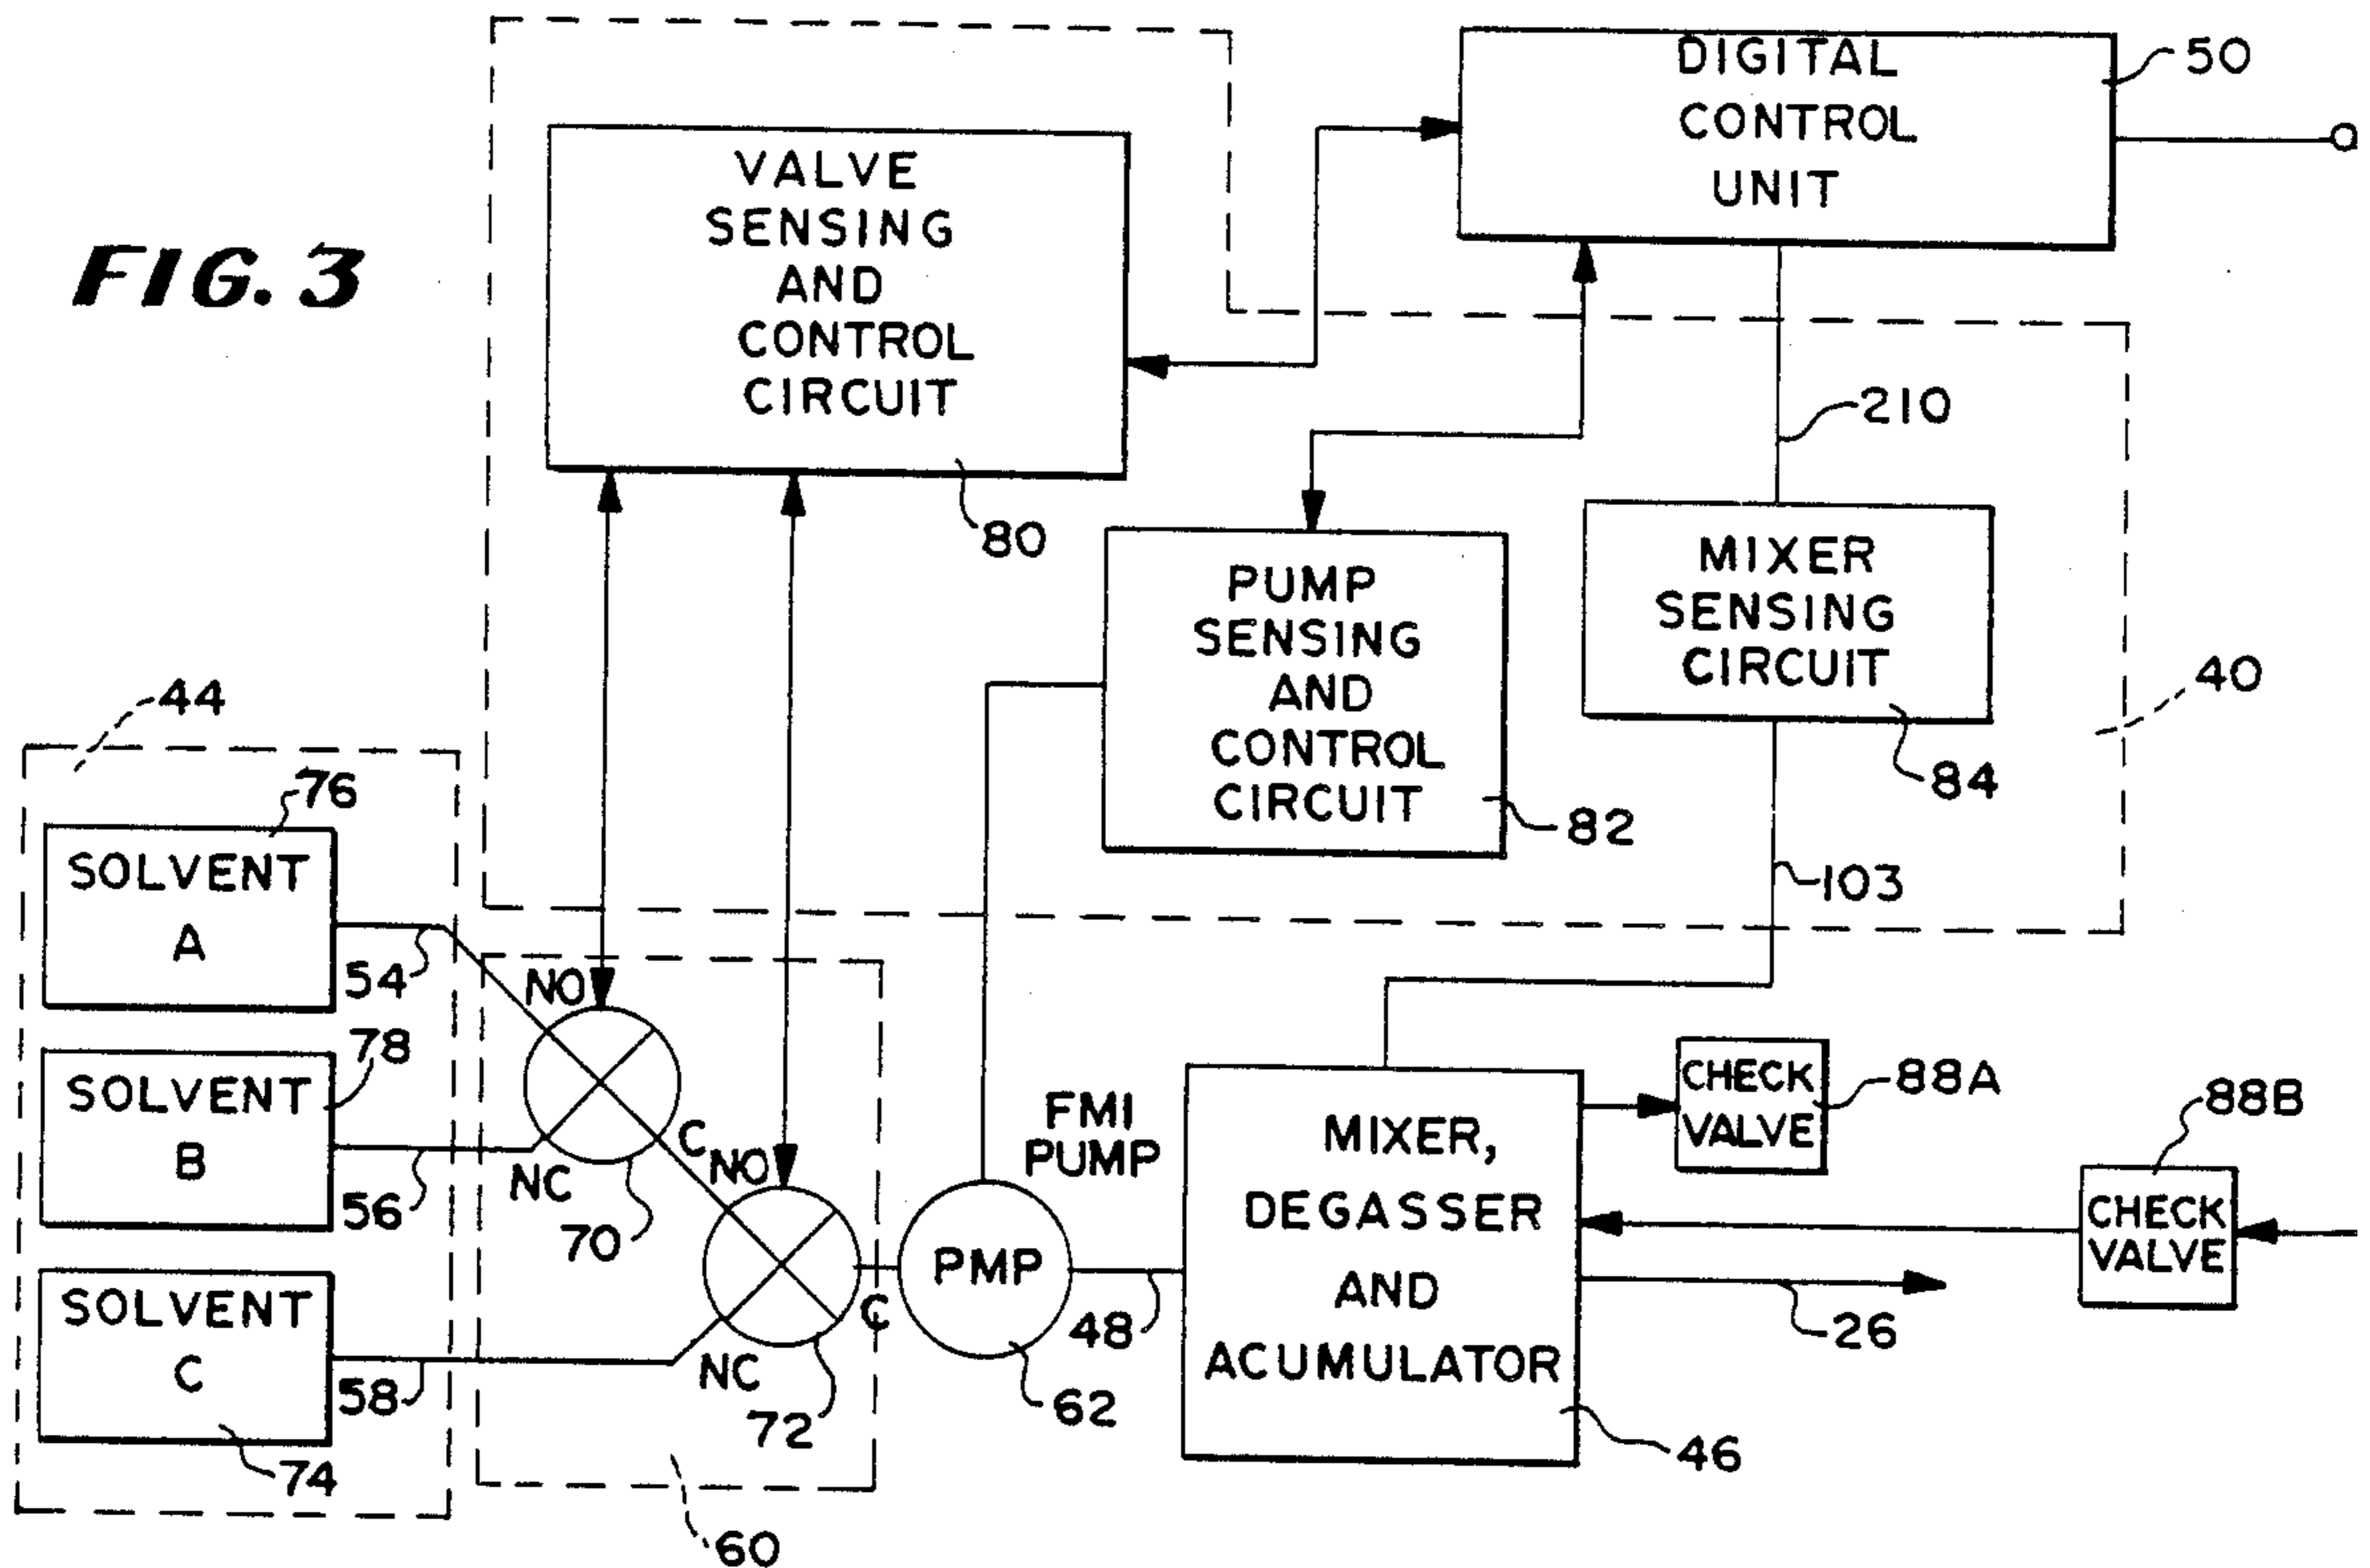 FIG. 3
DIGITAL
CONTROL
UNIT
50
VALVE
SENSING
AND
CONTROL
CIRCUIT
80
210
PUMP
SENSING
AND
CONTROL
CIRCUIT
82
MIXER
SENSING
CIRCUIT
84
40
103
44
76
SOLVENT
A
54
78
SOLVENT
B
56
SOLVENT
C
58
74
NO
NC
70
C
NO
NC
72
C
60
FMI
PUMP
PMP
62
48
MIXER,
DEGASSER
AND
ACUMULATOR
46
CHECK
VALVE
88A
CHECK
VALVE
88B
26